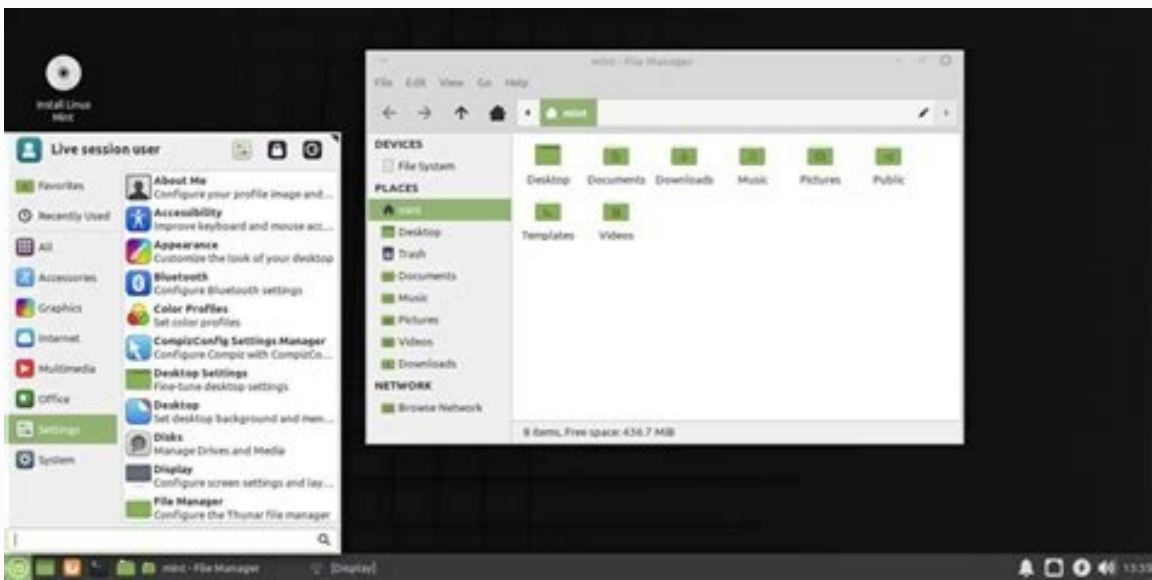 Install Linux
Mint
Live session user
Favorites
Recently Used
All
Accessories
Graphics
Internet
Multimedia
Office
Settings
System
About Me
Configure your profile image and...
Accessibility
Improve keyboard and mouse acc...
Appearance
Customize the look of your desktop
Bluetooth
Configure Bluetooth settings
Color Profiles
Set color profiles
CompizConfig Settings Manager
Configure Compiz with CompizCo...
Desktop Settings
Fine-tune desktop settings
Desktop
Set desktop background and men...
Disks
Manage Drives and Media
Display
Configure screen settings and lay...
File Manager
Configure the Thunar file manager
mint - File Manager
File Edit View Go Help
mint
DEVICES
File System
PLACES
mint
Desktop
Trash
Documents
Music
Pictures
Videos
Downloads
NETWORK
Browse Network
Desktop Documents Downloads Music Pictures Public
Templates Videos
8 items, Free space: 436.7 MiB
mint - File Manager
[Display]
13:35